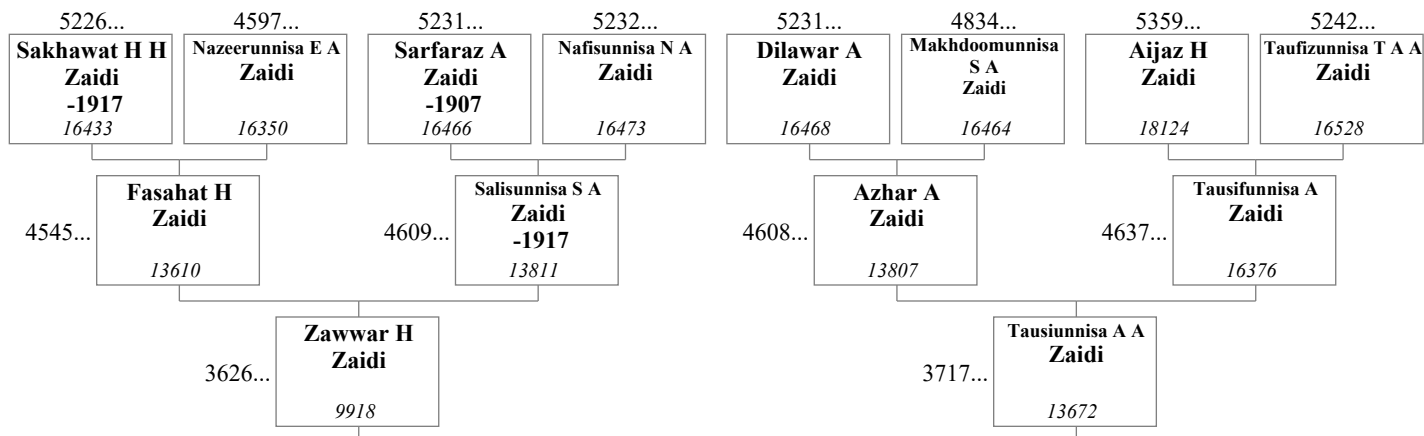 5226... 4597... 5231... 5232... 5231... 4834... 5359... 5242...
Sakhawat H H
Zaidi
-1917
16433
Nazeerunnisa E A
Zaidi
16350
Sarfaraz A
Zaidi
-1907
16466
Nafisunnisa N A
Zaidi
16473
Dilawar A
Zaidi
16468
Makhdoomunnisa
S A
Zaidi
16464
Aijaz H
Zaidi
18124
Taufizunnisa T A A
Zaidi
16528
4545...
Fasahat H
Zaidi
13610
4609...
Salisunnisa S A
Zaidi
-1917
13811
4608...
Azhar A
Zaidi
13807
4637...
Tausifunnisa A
Zaidi
16376
3626...
Zawwar H
Zaidi
9918
3717...
Tausiunnisa A A
Zaidi
13672